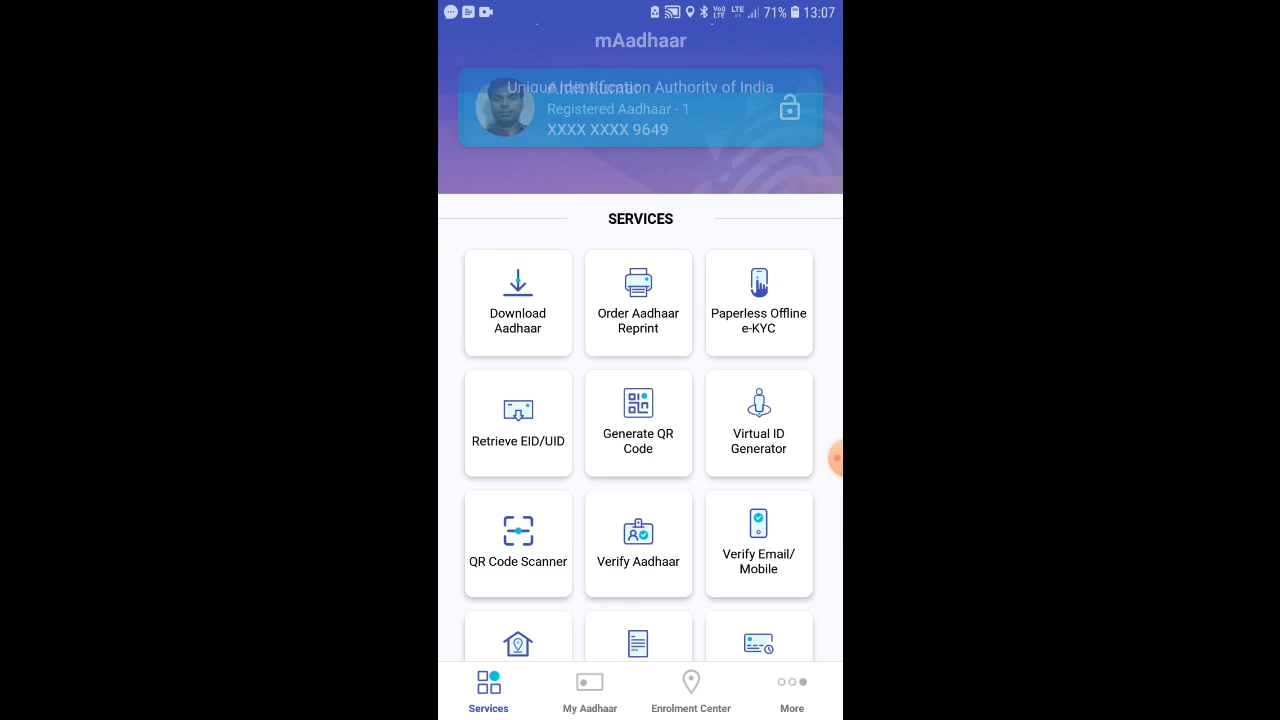 71% 13:07
mAadhaar
Unique Identification Authority of India
Registered Aadhaar - 1
XXXX XXXX 9649
SERVICES
Download
Aadhaar
Order Aadhaar
Reprint
Paperless Offline
e-KYC
Retrieve EID/UID
Generate QR
Code
Virtual ID
Generator
QR Code Scanner
Verify Aadhaar
Verify Email/
Mobile
Services
My Aadhaar
Enrolment Center
More